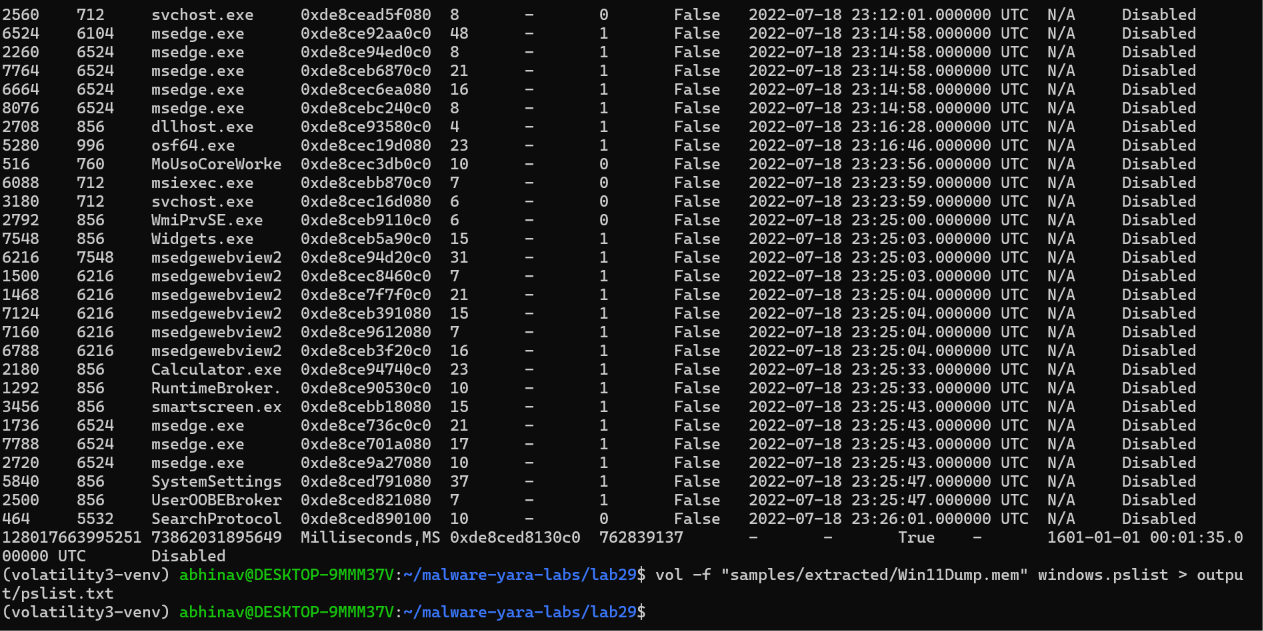 2560    712     svchost.exe     0xde8cead5f080  8       -       0       False   2022-07-18 23:12:01.000000 UTC  N/A     Disabled
6524    6104    msedge.exe      0xde8ce92aa0c0  48      -       1       False   2022-07-18 23:14:58.000000 UTC  N/A     Disabled
2260    6524    msedge.exe      0xde8ce94ed0c0  8       -       1       False   2022-07-18 23:14:58.000000 UTC  N/A     Disabled
7764    6524    msedge.exe      0xde8ceb6870c0  21      -       1       False   2022-07-18 23:14:58.000000 UTC  N/A     Disabled
6664    6524    msedge.exe      0xde8cec6ea080  16      -       1       False   2022-07-18 23:14:58.000000 UTC  N/A     Disabled
8076    6524    msedge.exe      0xde8cebc240c0  8       -       1       False   2022-07-18 23:14:58.000000 UTC  N/A     Disabled
2708    856     dllhost.exe     0xde8ce93580c0  4       -       1       False   2022-07-18 23:16:28.000000 UTC  N/A     Disabled
5280    996     osf64.exe       0xde8cec19d080  23      -       1       False   2022-07-18 23:16:46.000000 UTC  N/A     Disabled
516     760     MoUsoCoreWorke  0xde8cec3db0c0  10      -       0       False   2022-07-18 23:23:56.000000 UTC  N/A     Disabled
6088    712     msiexec.exe     0xde8cebb870c0  7       -       0       False   2022-07-18 23:23:59.000000 UTC  N/A     Disabled
3180    712     svchost.exe     0xde8cec16d080  6       -       0       False   2022-07-18 23:23:59.000000 UTC  N/A     Disabled
2792    856     WmiPrvSE.exe    0xde8ceb9110c0  6       -       0       False   2022-07-18 23:25:00.000000 UTC  N/A     Disabled
7548    856     Widgets.exe     0xde8ceb5a90c0  15      -       1       False   2022-07-18 23:25:03.000000 UTC  N/A     Disabled
6216    7548    msedgewebview2  0xde8ce94d20c0  31      -       1       False   2022-07-18 23:25:03.000000 UTC  N/A     Disabled
1500    6216    msedgewebview2  0xde8cec8460c0  7       -       1       False   2022-07-18 23:25:03.000000 UTC  N/A     Disabled
1468    6216    msedgewebview2  0xde8ce7f7f0c0  21      -       1       False   2022-07-18 23:25:04.000000 UTC  N/A     Disabled
7124    6216    msedgewebview2  0xde8ceb391080  15      -       1       False   2022-07-18 23:25:04.000000 UTC  N/A     Disabled
7160    6216    msedgewebview2  0xde8ce9612080  7       -       1       False   2022-07-18 23:25:04.000000 UTC  N/A     Disabled
6788    6216    msedgewebview2  0xde8ceb3f20c0  16      -       1       False   2022-07-18 23:25:04.000000 UTC  N/A     Disabled
2180    856     Calculator.exe  0xde8ce94740c0  23      -       1       False   2022-07-18 23:25:33.000000 UTC  N/A     Disabled
1292    856     RuntimeBroker.  0xde8ce90530c0  10      -       1       False   2022-07-18 23:25:33.000000 UTC  N/A     Disabled
3456    856     smartscreen.ex  0xde8cebb18080  15      -       1       False   2022-07-18 23:25:43.000000 UTC  N/A     Disabled
1736    6524    msedge.exe      0xde8ce736c0c0  21      -       1       False   2022-07-18 23:25:43.000000 UTC  N/A     Disabled
7788    6524    msedge.exe      0xde8ce701a080  17      -       1       False   2022-07-18 23:25:43.000000 UTC  N/A     Disabled
2720    6524    msedge.exe      0xde8ce9a27080  10      -       1       False   2022-07-18 23:25:43.000000 UTC  N/A     Disabled
5840    856     SystemSettings  0xde8ced791080  37      -       1       False   2022-07-18 23:25:47.000000 UTC  N/A     Disabled
2500    856     UserOOBEBroker  0xde8ced821080  7       -       1       False   2022-07-18 23:25:47.000000 UTC  N/A     Disabled
464     5532    SearchProtocol  0xde8ced890100  10      -       0       False   2022-07-18 23:26:01.000000 UTC  N/A     Disabled
128017663995251 73862031895649  Milliseconds,MS 0xde8ced8130c0  762839137       -       -       True    -       1601-01-01 00:01:35.0
00000 UTC       Disabled
(volatility3-venv) abhinav@DESKTOP-9MMM37V:~/malware-yara-labs/lab29$ vol -f "samples/extracted/Win11Dump.mem" windows.pslist > outpu
t/pslist.txt
(volatility3-venv) abhinav@DESKTOP-9MMM37V:~/malware-yara-labs/lab29$